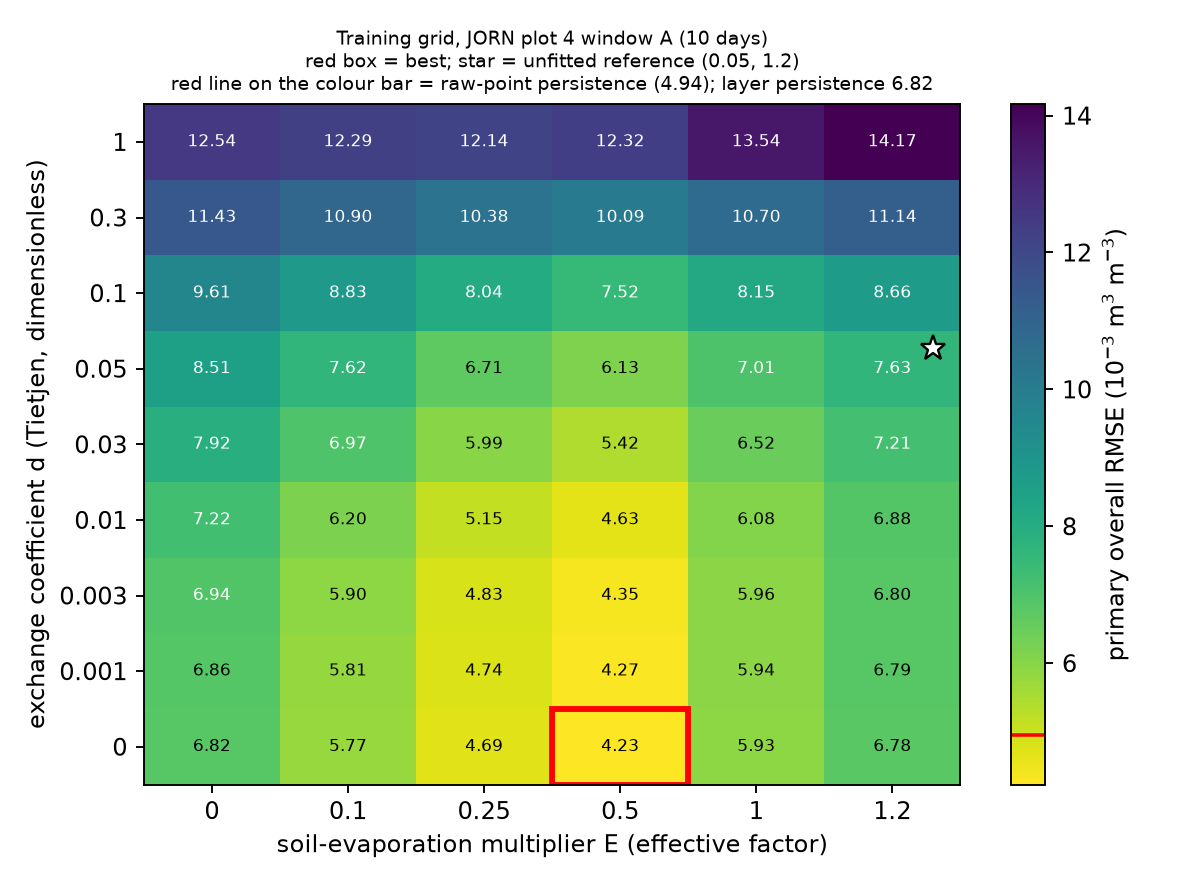 Training grid, JORN plot 4 window A (10 days)
red box = best; star = unfitted reference (0.05, 1.2)
red line on the colour bar = raw-point persistence (4.94); layer persistence 6.82
exchange coefficient d (Tietjen, dimensionless)
1 12.54 12.29 12.14 12.32 13.54 14.17
0.3 11.43 10.90 10.38 10.09 10.70 11.14
0.1 9.61 8.83 8.04 7.52 8.15 8.66
0.05 8.51 7.62 6.71 6.13 7.01 7.63
0.03 7.92 6.97 5.99 5.42 6.52 7.21
0.01 7.22 6.20 5.15 4.63 6.08 6.88
0.003 6.94 5.90 4.83 4.35 5.96 6.80
0.001 6.86 5.81 4.74 4.27 5.94 6.79
0 6.82 5.77 4.69 4.23 5.93 6.78
0 0.1 0.25 0.5 1 1.2
soil-evaporation multiplier E (effective factor)
14
12
10
8
6
primary overall RMSE (10⁻³ m³ m⁻³)